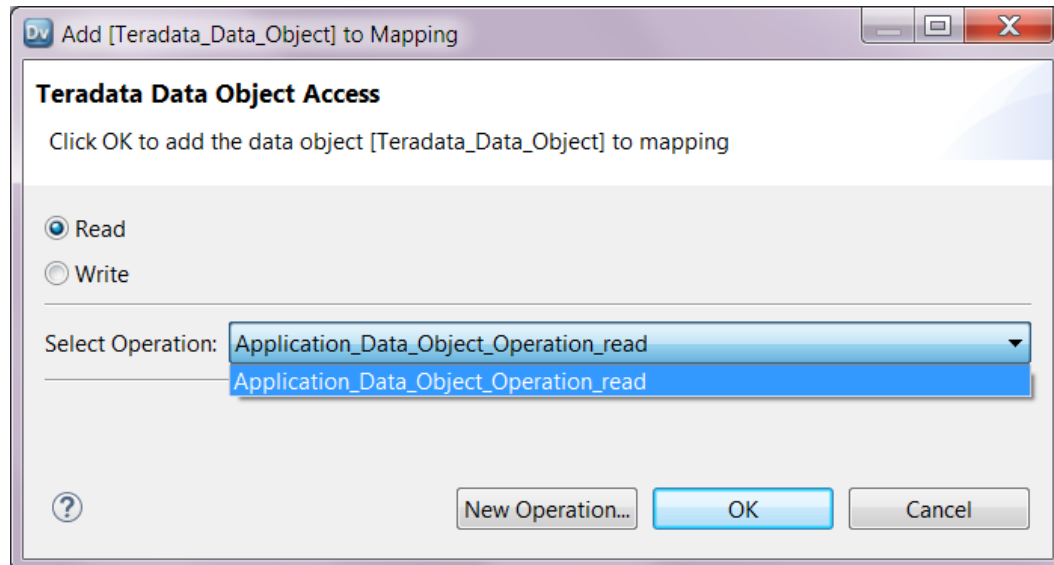 Dv Add [Teradata_Data_Object] to Mapping
Teradata Data Object Access
Click OK to add the data object [Teradata_Data_Object] to mapping
Read
Write
Select Operation: Application_Data_Object_Operation_read
Application_Data_Object_Operation_read
? New Operation... OK Cancel